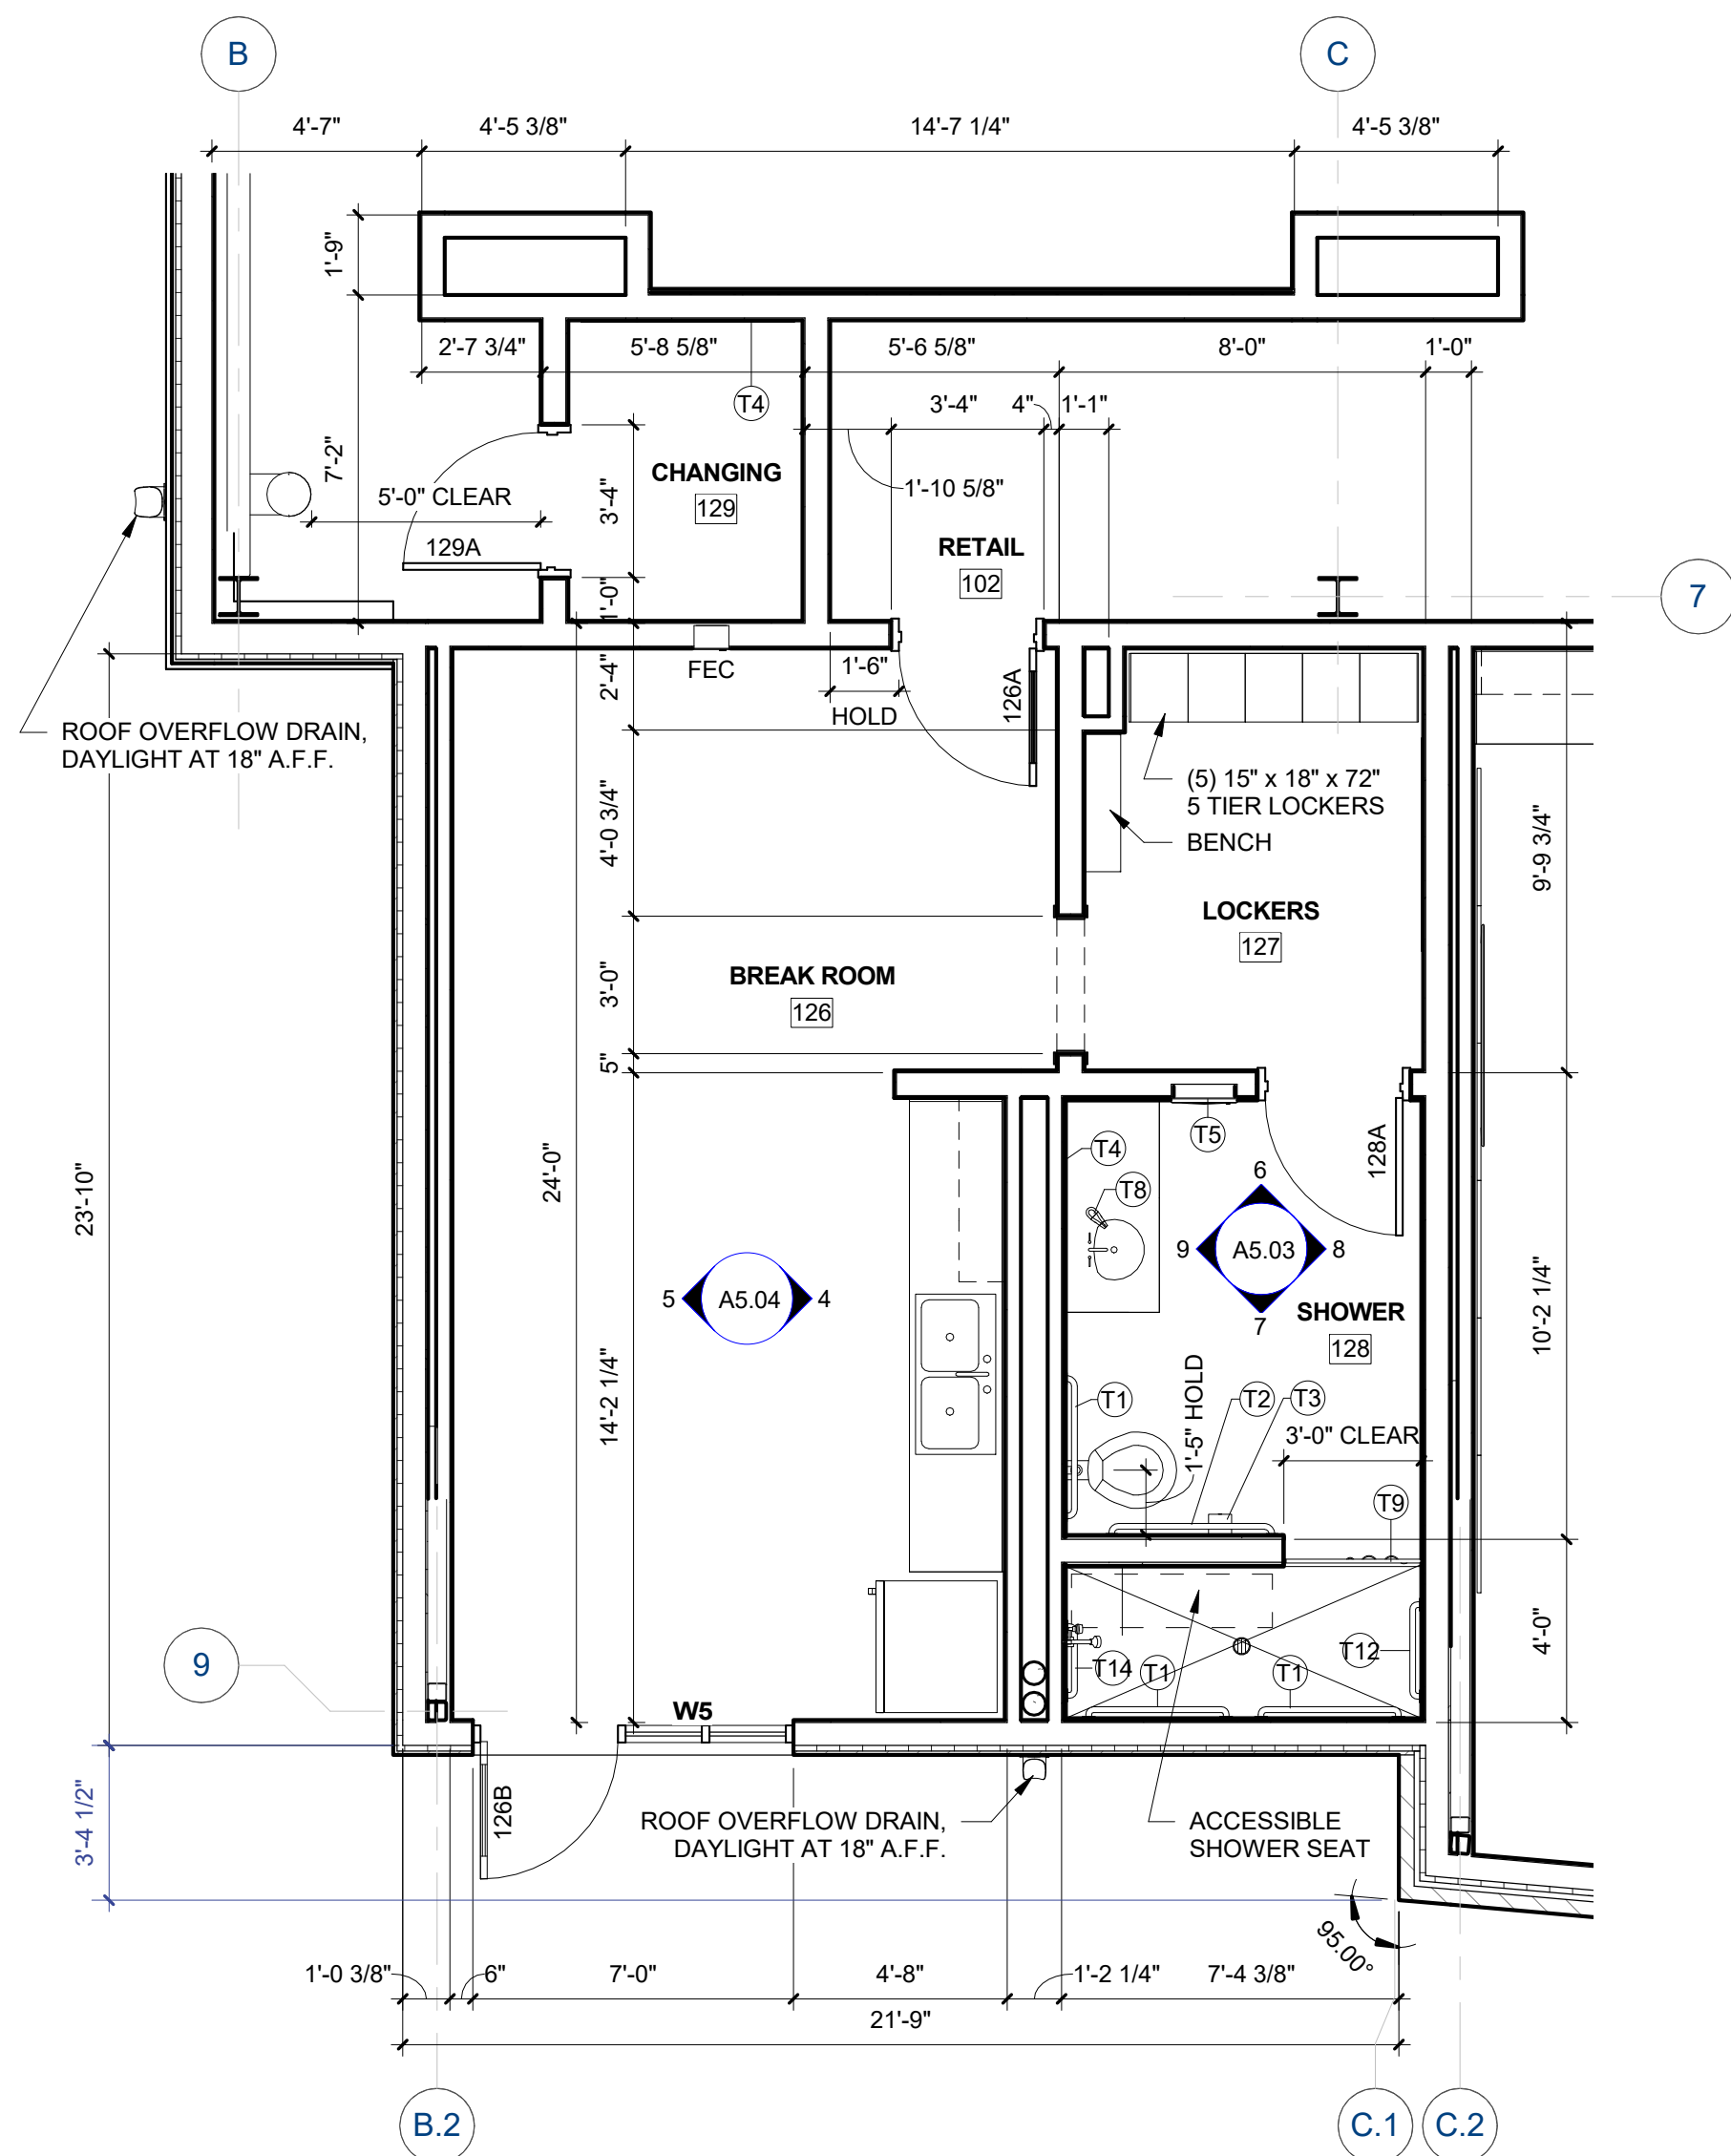 B
C
4'-7"
4'-5 3/8"
14'-7 1/4"
4'-5 3/8"
1'-9"
2'-7 3/4"
5'-8 5/8"
5'-6 5/8"
8'-0"
1'-0"
T4
3'-4"
4"
1'-1"
7'-2"
CHANGING
129
5'-0" CLEAR
3'-4"
1'-10 5/8"
129A
RETAIL
102
7
1'-0"
FEC
2'-4"
1'-6"
HOLD
126A
ROOF OVERFLOW DRAIN,
DAYLIGHT AT 18" A.F.F.
(5) 15" x 18" x 72"
5 TIER LOCKERS
BENCH
4'-0 3/4"
9'-9 3/4"
LOCKERS
127
BREAK ROOM
126
3'-0"
5"
T5
T4
128A
T8
6
9
A5.03
8
7
23'-10"
24'-0"
5
A5.04
4
SHOWER
128
10'-2 1/4"
14'-2 1/4"
1'-5" HOLD
T1
T2
T3
3'-0" CLEAR
T9
4'-0"
9
T14
T1
T1
T12
W5
126B
3'-4 1/2"
ROOF OVERFLOW DRAIN,
DAYLIGHT AT 18" A.F.F.
ACCESSIBLE
SHOWER SEAT
95.00°
1'-0 3/8"
6"
7'-0"
4'-8"
1'-2 1/4"
7'-4 3/8"
21'-9"
B.2
C.1
C.2